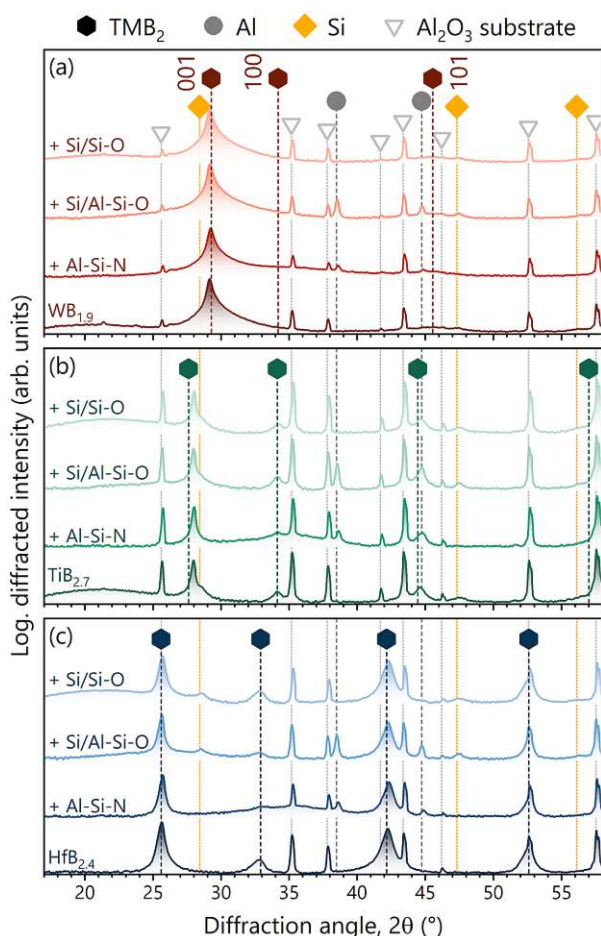 TMB₂ Al Si Al₂O₃ substrate
(a)
001
100
101
+ Si/Si-O
+ Si/Al-Si-O
+ Al-Si-N
WB₁.₉
(b)
+ Si/Si-O
+ Si/Al-Si-O
+ Al-Si-N
TiB₂.₇
(c)
+ Si/Si-O
+ Si/Al-Si-O
+ Al-Si-N
HfB₂.₄
Log. diffracted intensity (arb. units)
20 25 30 35 40 45 50 55
Diffraction angle, 2θ (°)